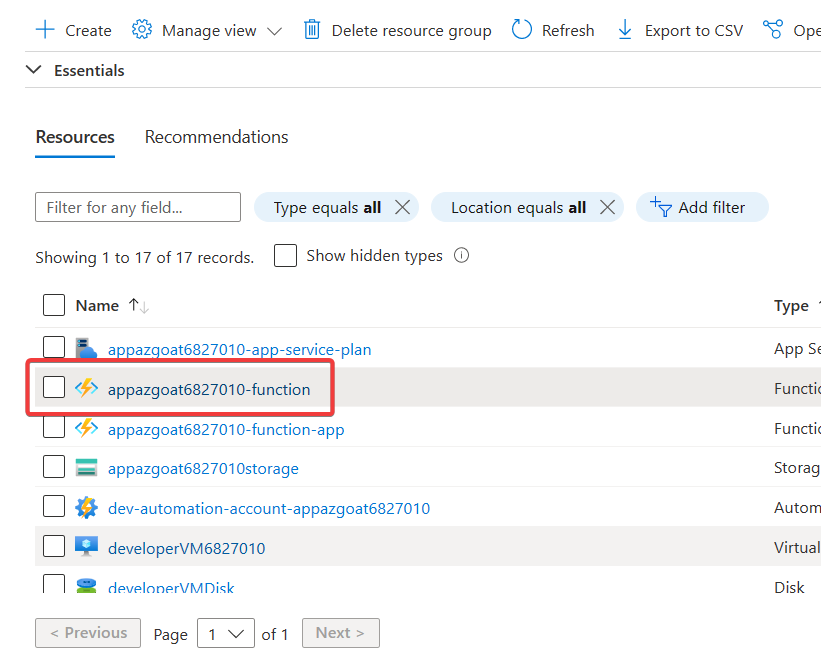 Create Manage view Delete resource group Refresh Export to CSV Ope
Essentials
Resources Recommendations
Filter for any field... Type equals all Location equals all Add filter
Showing 1 to 17 of 17 records. Show hidden types
Name Type
appazgoat6827010-app-service-plan App Se
appazgoat6827010-function Functio
appazgoat6827010-function-app Functio
appazgoat6827010storage Storag
dev-automation-account-appazgoat6827010 Autom
developerVM6827010 Virtual
developerVMDisk Disk
< Previous Page 1 of 1 Next >